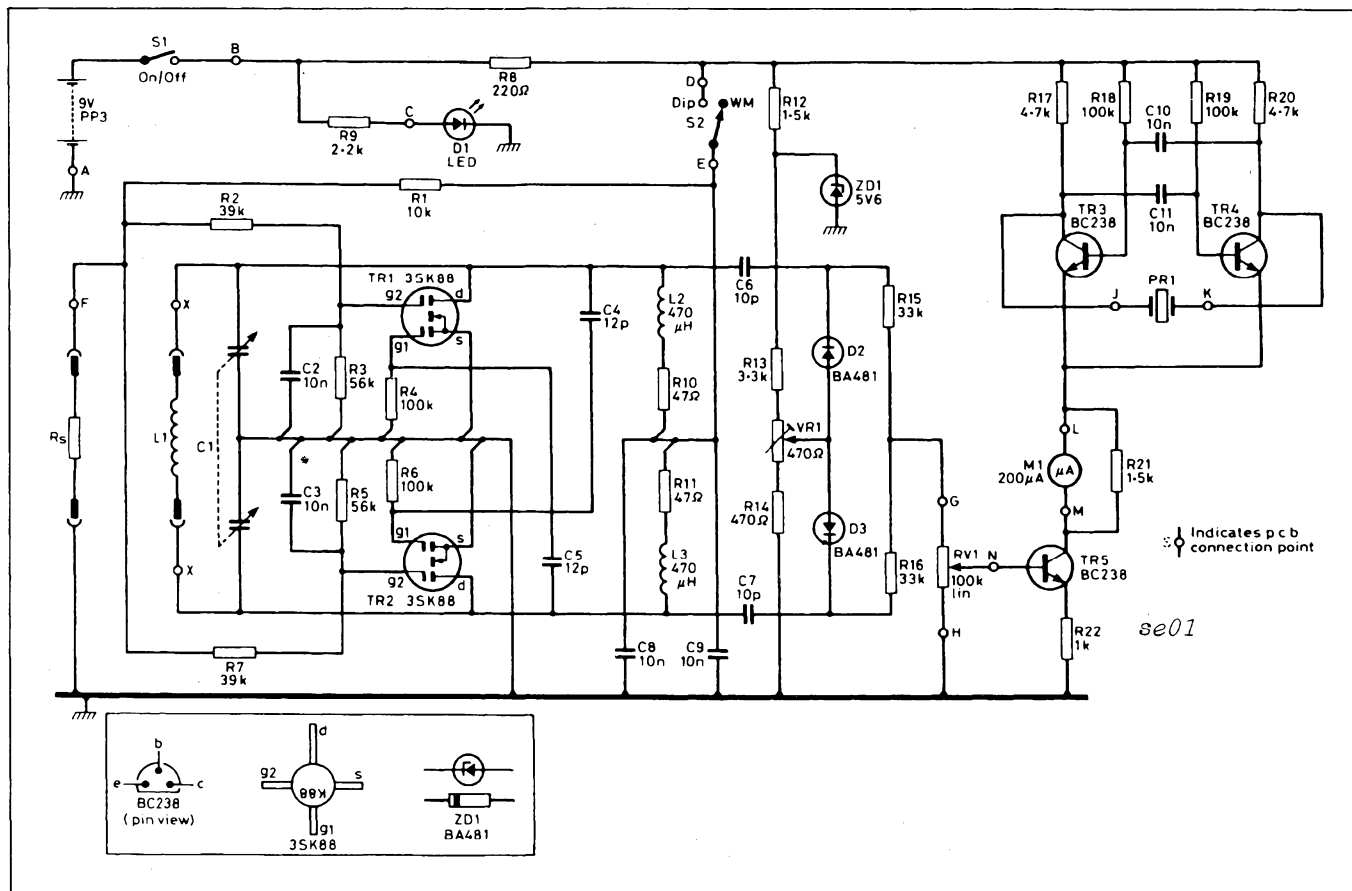 S1
On/Off
B
9V
PP3
A
R8
220Ω
R9
2·2k
C
D1
LED
D
Dip
WM
S2
E
R12
1·5k
ZD1
5V6
R17
4·7k
R18
100k
C10
10n
R19
100k
R20
4·7k
C11
10n
TR3
BC238
TR4
BC238
J
PR1
K
R1
10k
R2
39k
F
X
TR1 3SK88
g2
d
s
g1
C2
10n
R3
56k
R4
100k
C4
12p
L2
470
µH
R10
47Ω
C6
10p
R13
3·3k
D2
BA481
R15
33k
Rs
L1
C1
VR1
470Ω
C3
10n
R5
56k
R6
100k
R11
47Ω
L3
470
µH
R14
470Ω
D3
BA481
R16
33k
g1
s
g2
d
TR2 3SK88
C5
12p
C7
10p
X
R7
39k
C8
10n
C9
10n
G
RV1
100k
lin
N
H
L
M1
200µA
µA
M
R21
1·5k
TR5
BC238
R22
1k
Indicates p c b
connection point
se01
b
e
c
BC238
(pin view)
d
g2
s
K88
g1
3SK88
ZD1
BA481